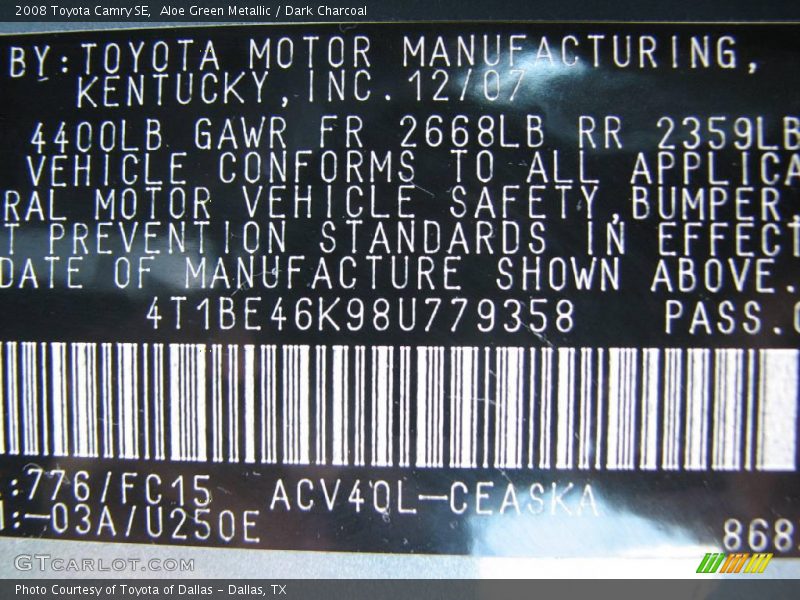 2008 Toyota Camry SE,  Aloe Green Metallic / Dark Charcoal
BY:TOYOTA MOTOR MANUFACTURING,
KENTUCKY,INC. 12/07
4400LB GAWR FR 2668LB RR 2359LB
VEHICLE CONFORMS TO ALL APPLICA
RAL MOTOR VEHICLE SAFETY,BUMPER,
T PREVENTION STANDARDS IN EFFECT
DATE OF MANUFACTURE SHOWN ABOVE.
4T1BE46K98U779358 PASS.C
.:776/FC15 ACV40L-CEASKA
:-03A/U250E
868
GTCARLOT.COM
Photo Courtesy of Toyota of Dallas - Dallas, TX